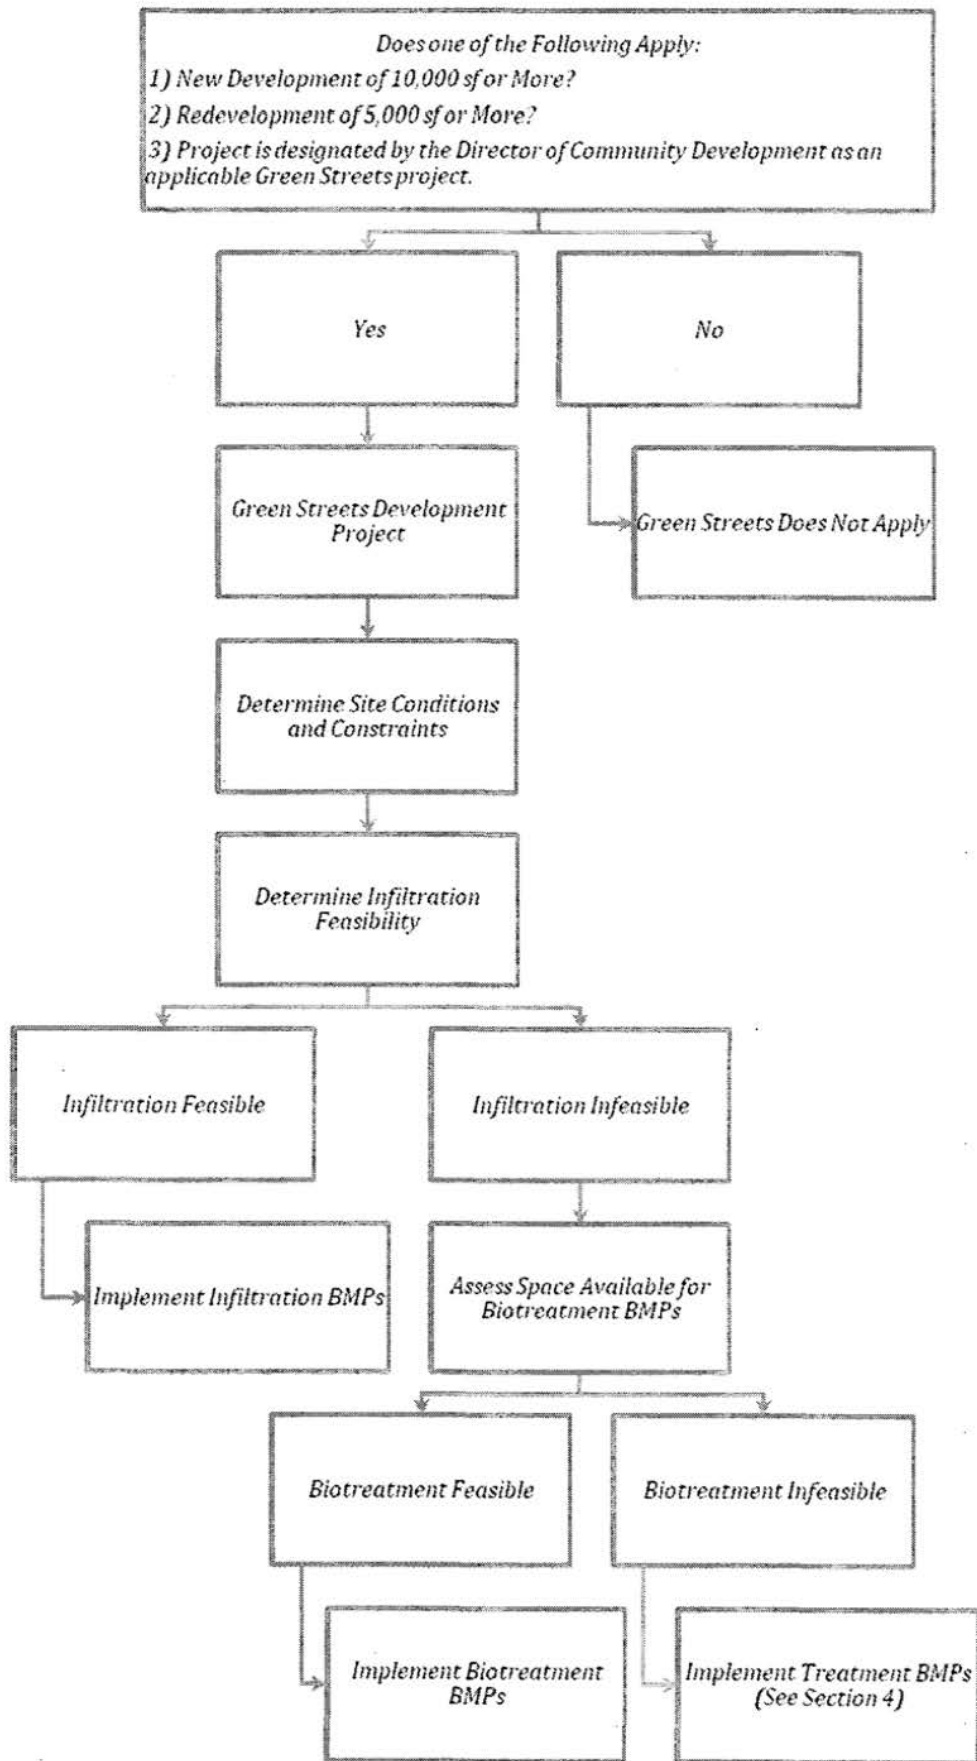 Does one of the Following Apply:
1) New Development of 10,000 sf or More?
2) Redevelopment of 5,000 sf or More?
3) Project is designated by the Director of Community Development as an
applicable Green Streets project.
Yes
No
Green Streets Development
Project
Green Streets Does Not Apply
Determine Site Conditions
and Constraints
Determine Infiltration
Feasibility
Infiltration Feasible
Infiltration Infeasible
Implement Infiltration BMPs
Assess Space Available for
Biotreatment BMPs
Biotreatment Feasible
Biotreatment Infeasible
Implement Biotreatment
BMPs
Implement Treatment BMPs
(See Section 4)